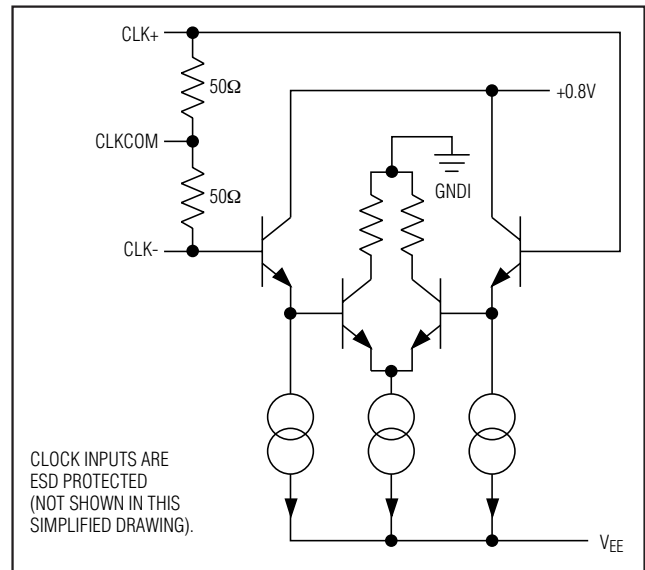 CLK+
50Ω
+0.8V
CLKCOM
GNDI
50Ω
CLK-
CLOCK INPUTS ARE
ESD PROTECTED
(NOT SHOWN IN THIS
SIMPLIFIED DRAWING).
VEE